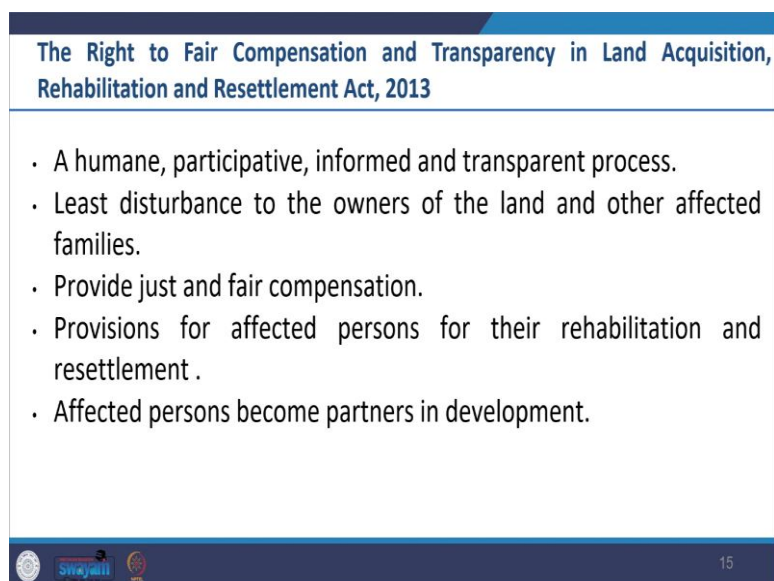 The Right to Fair Compensation and Transparency in Land Acquisition,
Rehabilitation and Resettlement Act, 2013
• A humane, participative, informed and transparent process.
• Least disturbance to the owners of the land and other affected
families.
• Provide just and fair compensation.
• Provisions for affected persons for their rehabilitation and
resettlement .
• Affected persons become partners in development.
swayam
15